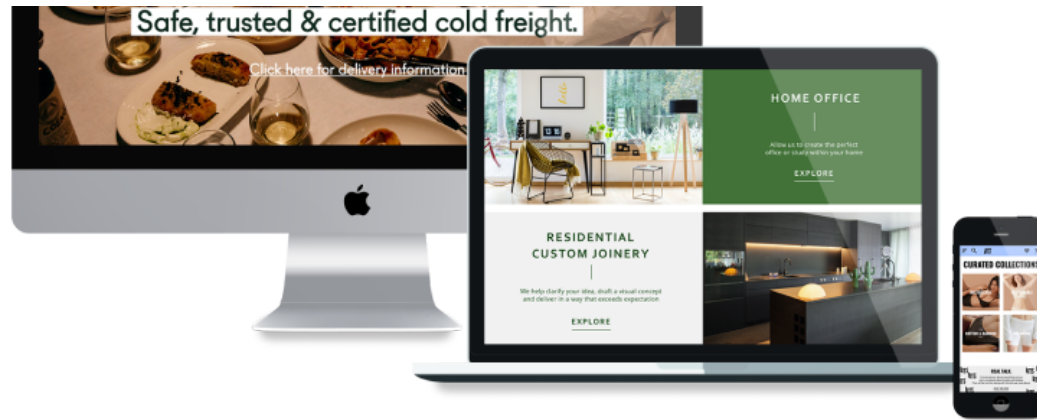 Safe, trusted & certified cold freight.
Click here for delivery information
HOME OFFICE
Allow us to create the perfect
office or study within your home
EXPLORE
RESIDENTIAL
CUSTOM JOINERY
We help clarify your idea, draft a visual concept
and deliver in a way that exceeds expectation
EXPLORE
CURATED COLLECTIONS